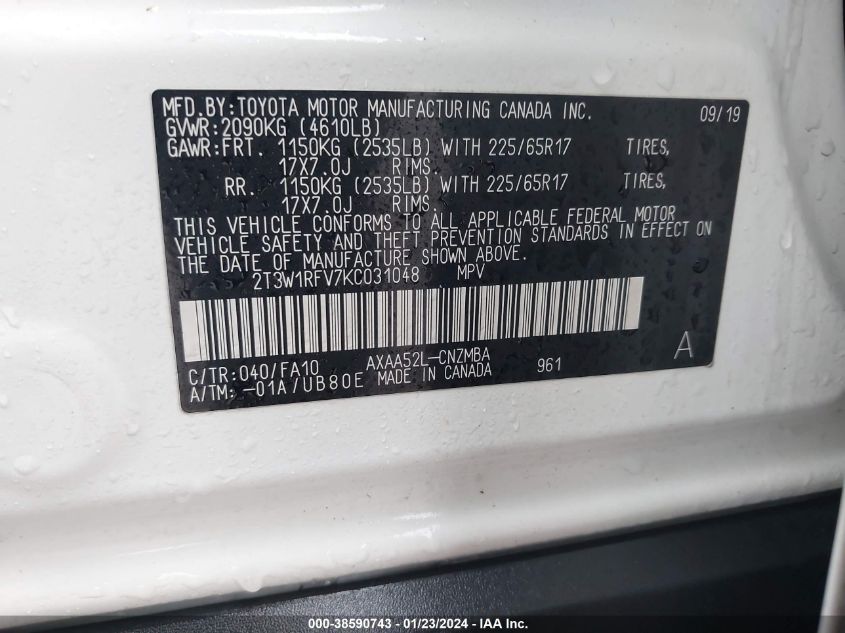 MFD.BY:TOYOTA MOTOR MANUFACTURING CANADA INC. 09/19
GVWR:2090KG (4610LB)
GAWR:FRT. 1150KG (2535LB) WITH 225/65R17 TIRES,
17X7.0J RIMS.
RR. 1150KG (2535LB) WITH 225/65R17 TIRES,
17X7.0J RIMS.
THIS VEHICLE CONFORMS TO ALL APPLICABLE FEDERAL MOTOR
VEHICLE SAFETY AND THEFT PREVENTION STANDARDS IN EFFECT ON
THE DATE OF MANUFACTURE SHOWN ABOVE.
2T3W1RFV7KC031048 MPV
C/TR:040/FA10 AXAA52L-CNZMBA 961 A
A/TM:-01A/UB80E MADE IN CANADA
000-38590743 - 01/23/2024 - IAA Inc.